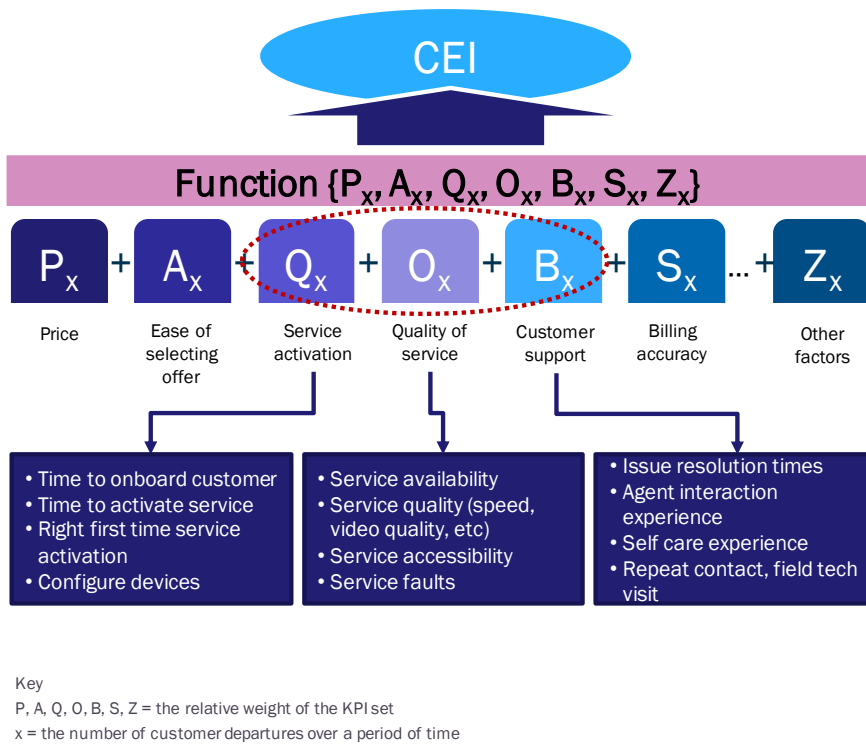 CEI
Function {Px, Ax, Qx, Ox, Bx, Sx, Zx}
Px + Ax + Qx + Ox + Bx + Sx ... + Zx
Price
Ease of
selecting
offer
Service
activation
Quality of
service
Customer
support
Billing
accuracy
Other
factors
• Time to onboard customer
• Time to activate service
• Right first time service
activation
• Configure devices
• Service availability
• Service quality (speed,
video quality, etc)
• Service accessibility
• Service faults
• Issue resolution times
• Agent interaction
experience
• Self care experience
• Repeat contact, field tech
visit
Key
P, A, Q, O, B, S, Z = the relative weight of the KPI set
x = the number of customer departures over a period of time